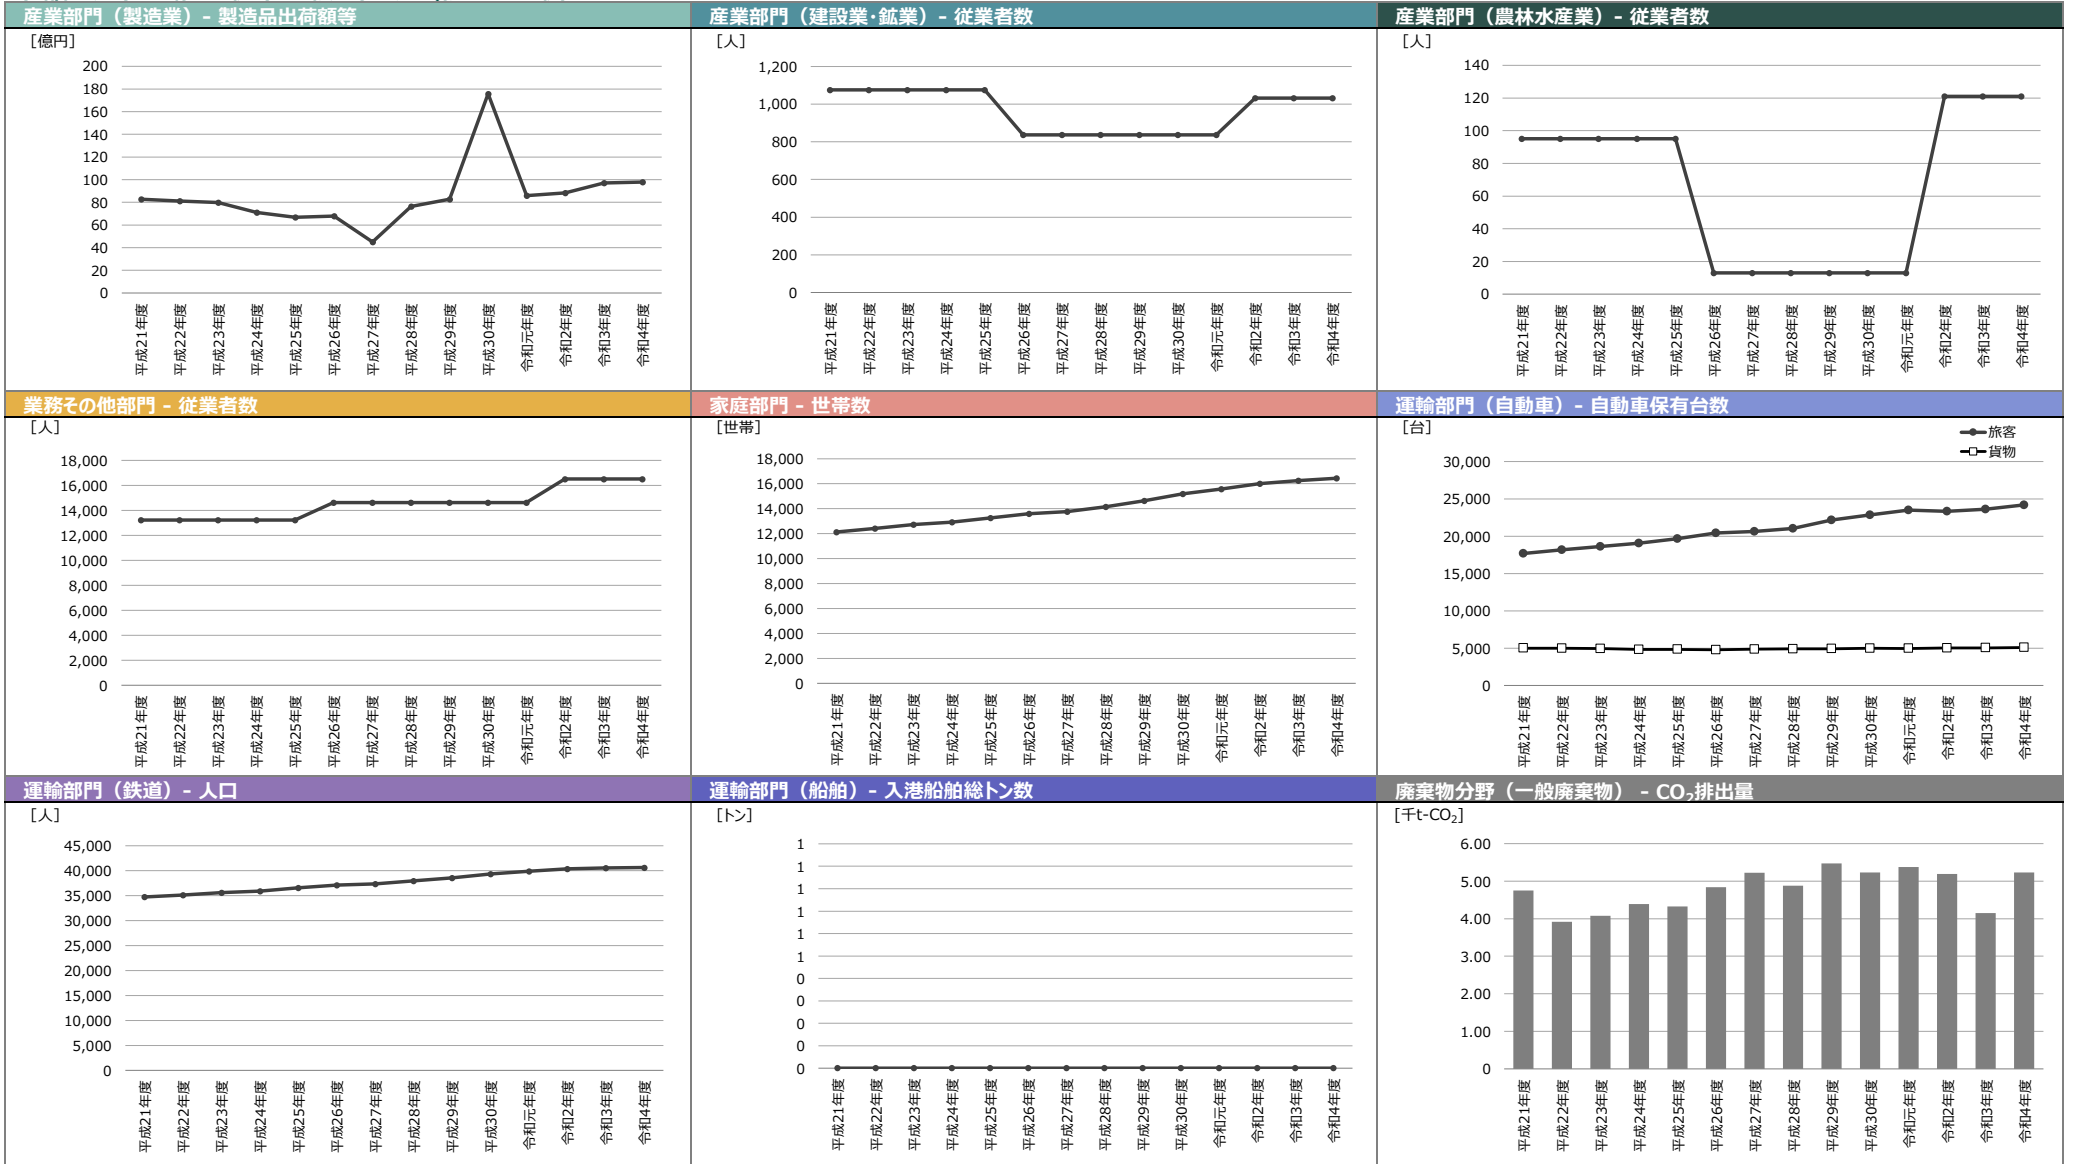 産業部門（製造業）- 製造品出荷額等
[億円]
200
180
160
140
120
100
80
60
40
20
0
平成21年度
平成22年度
平成23年度
平成24年度
平成25年度
平成26年度
平成27年度
平成28年度
平成29年度
平成30年度
令和元年度
令和2年度
令和3年度
令和4年度
産業部門（建設業・鉱業）- 従業者数
[人]
1,200
1,000
800
600
400
200
0
平成21年度
平成22年度
平成23年度
平成24年度
平成25年度
平成26年度
平成27年度
平成28年度
平成29年度
平成30年度
令和元年度
令和2年度
令和3年度
令和4年度
産業部門（農林水産業）- 従業者数
[人]
140
120
100
80
60
40
20
0
平成21年度
平成22年度
平成23年度
平成24年度
平成25年度
平成26年度
平成27年度
平成28年度
平成29年度
平成30年度
令和元年度
令和2年度
令和3年度
令和4年度
業務その他部門 - 従業者数
[人]
18,000
16,000
14,000
12,000
10,000
8,000
6,000
4,000
2,000
0
平成21年度
平成22年度
平成23年度
平成24年度
平成25年度
平成26年度
平成27年度
平成28年度
平成29年度
平成30年度
令和元年度
令和2年度
令和3年度
令和4年度
家庭部門 - 世帯数
[世帯]
18,000
16,000
14,000
12,000
10,000
8,000
6,000
4,000
2,000
0
平成21年度
平成22年度
平成23年度
平成24年度
平成25年度
平成26年度
平成27年度
平成28年度
平成29年度
平成30年度
令和元年度
令和2年度
令和3年度
令和4年度
運輸部門（自動車）- 自動車保有台数
[台]
旅客
貨物
30,000
25,000
20,000
15,000
10,000
5,000
0
平成21年度
平成22年度
平成23年度
平成24年度
平成25年度
平成26年度
平成27年度
平成28年度
平成29年度
平成30年度
令和元年度
令和2年度
令和3年度
令和4年度
運輸部門（鉄道）- 人口
[人]
45,000
40,000
35,000
30,000
25,000
20,000
15,000
10,000
5,000
0
平成21年度
平成22年度
平成23年度
平成24年度
平成25年度
平成26年度
平成27年度
平成28年度
平成29年度
平成30年度
令和元年度
令和2年度
令和3年度
令和4年度
運輸部門（船舶）- 入港船舶総トン数
[トン]
1
1
1
1
1
1
0
0
0
0
0
平成21年度
平成22年度
平成23年度
平成24年度
平成25年度
平成26年度
平成27年度
平成28年度
平成29年度
平成30年度
令和元年度
令和2年度
令和3年度
令和4年度
廃棄物分野（一般廃棄物） - CO₂排出量
[千t-CO₂]
6.00
5.00
4.00
3.00
2.00
1.00
0
平成21年度
平成22年度
平成23年度
平成24年度
平成25年度
平成26年度
平成27年度
平成28年度
平成29年度
平成30年度
令和元年度
令和2年度
令和3年度
令和4年度